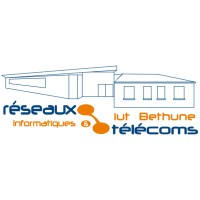 réseaux iut Bethune
informatiques & télécoms